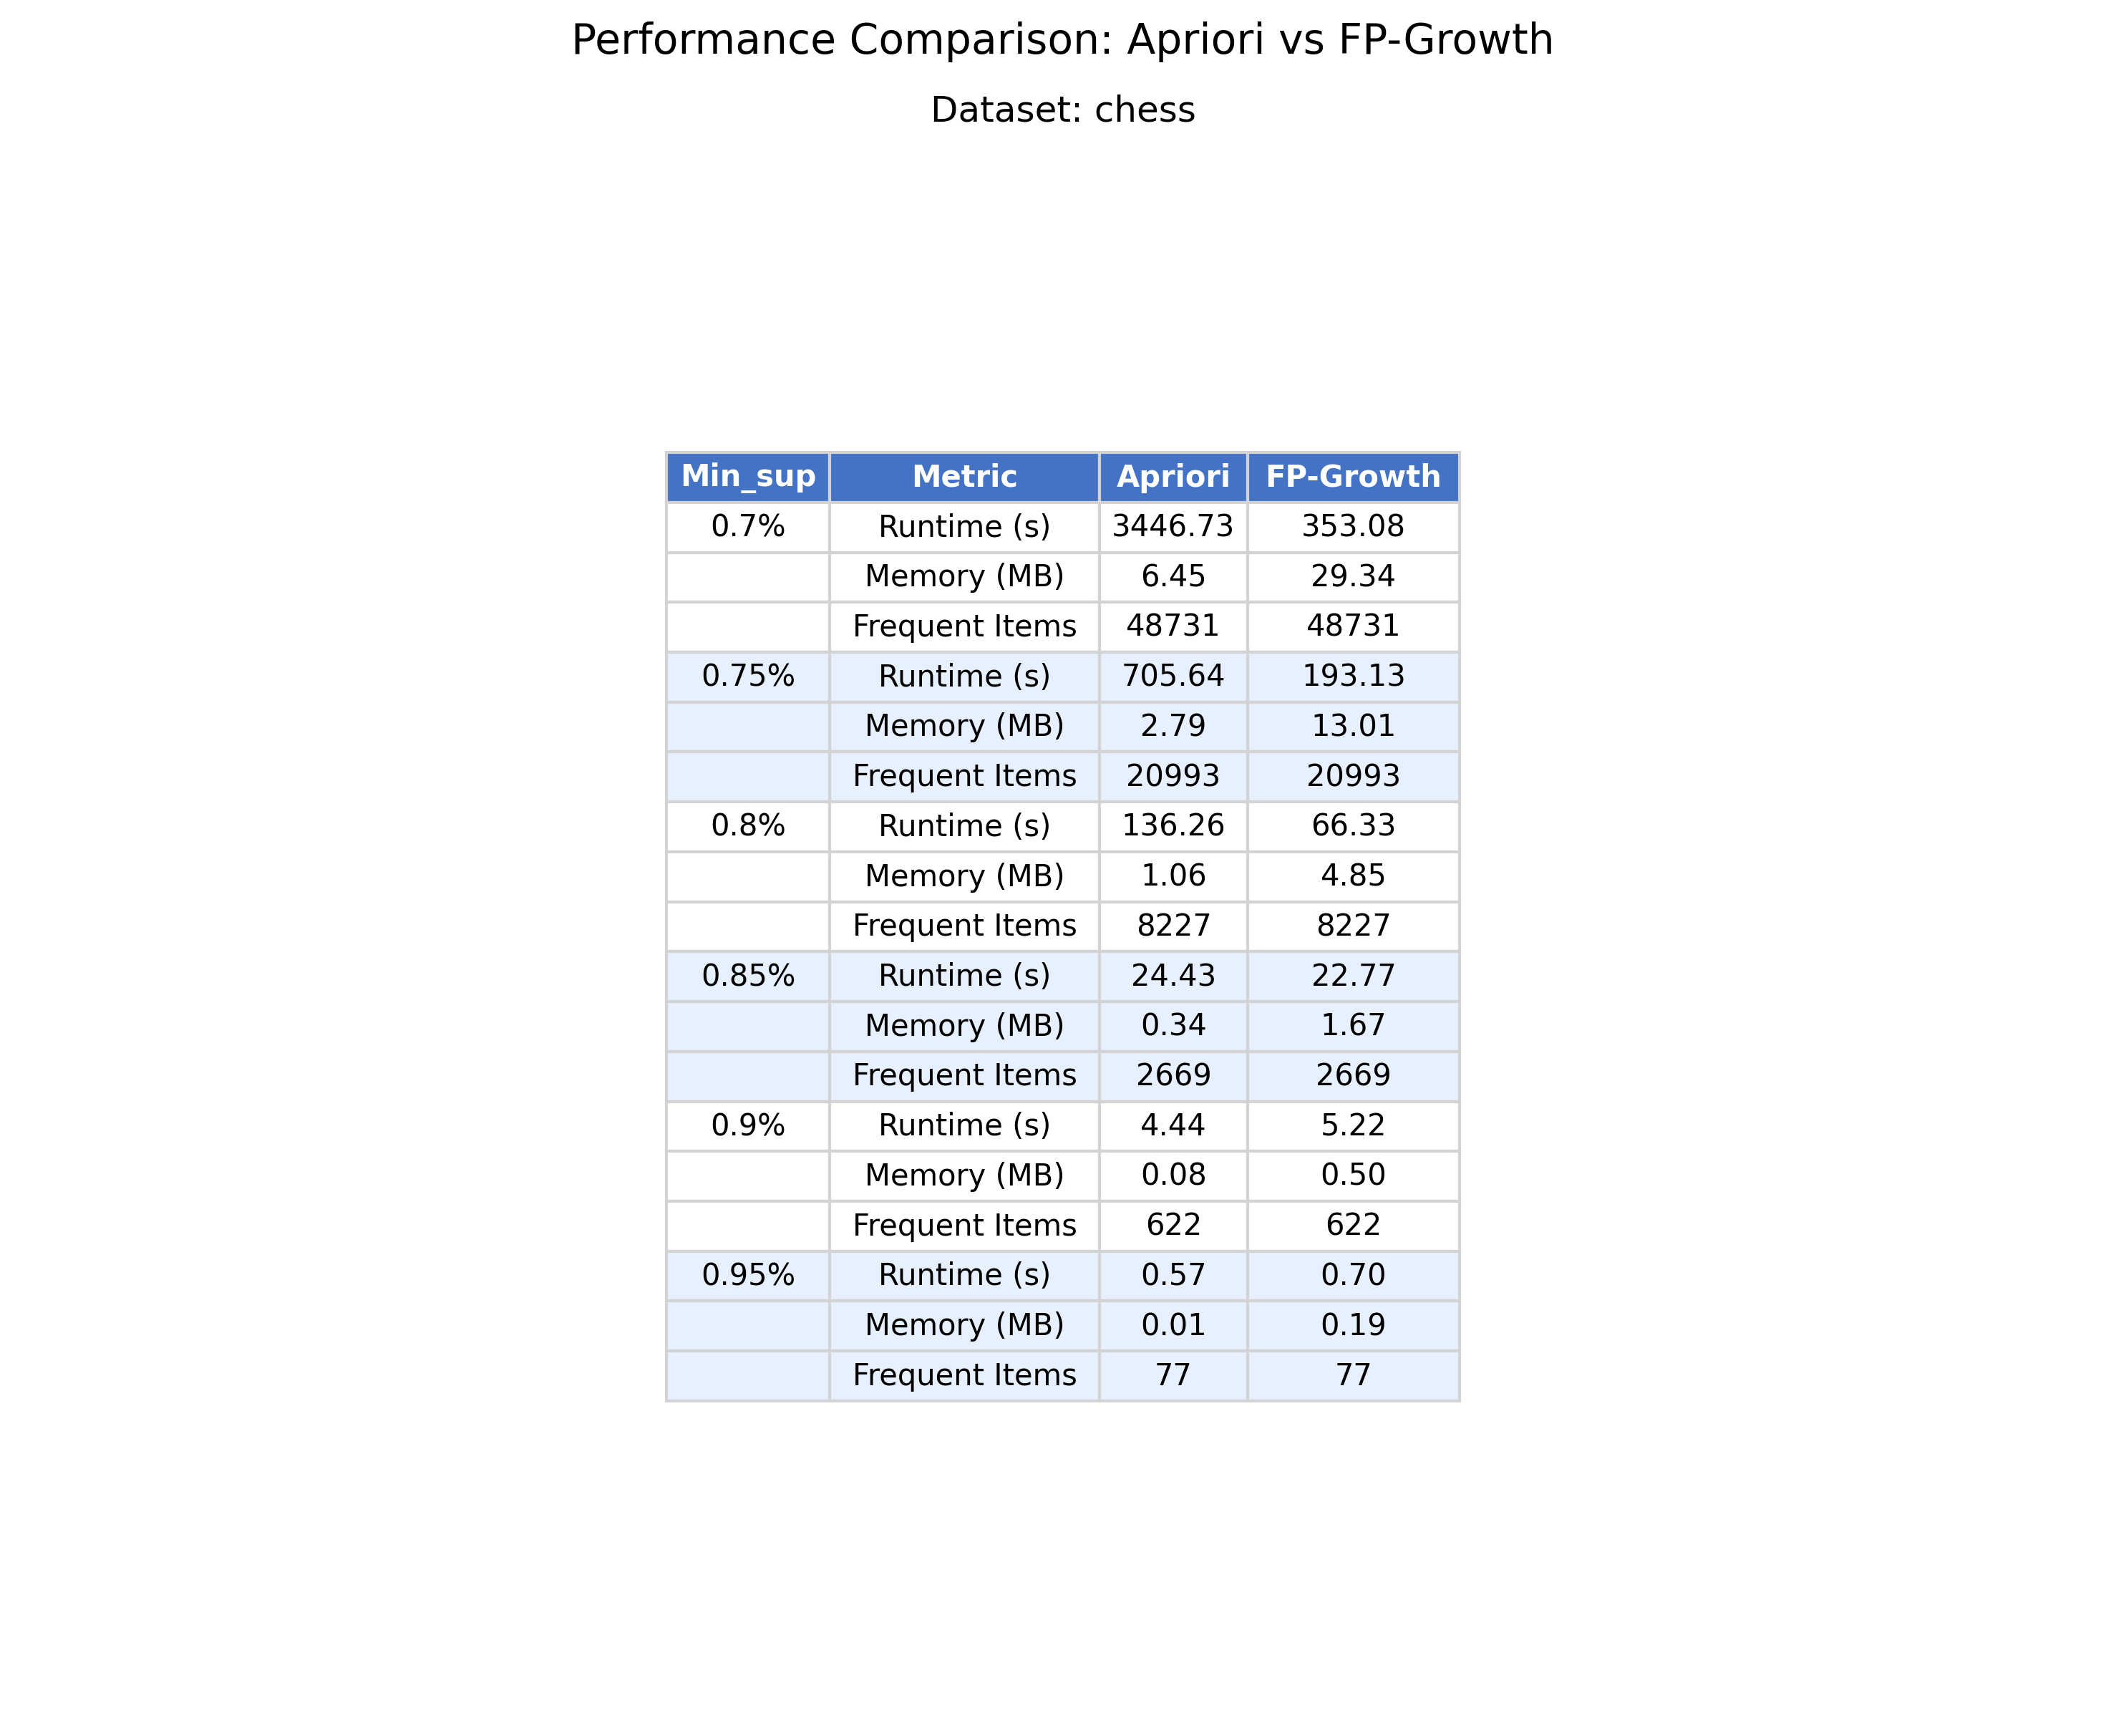 Performance Comparison: Apriori vs FP-Growth
Dataset: chess
Min_sup Metric Apriori FP-Growth
0.7% Runtime (s) 3446.73 353.08
Memory (MB) 6.45 29.34
Frequent Items 48731 48731
0.75% Runtime (s) 705.64 193.13
Memory (MB) 2.79 13.01
Frequent Items 20993 20993
0.8% Runtime (s) 136.26 66.33
Memory (MB) 1.06 4.85
Frequent Items 8227 8227
0.85% Runtime (s) 24.43 22.77
Memory (MB) 0.34 1.67
Frequent Items 2669 2669
0.9% Runtime (s) 4.44 5.22
Memory (MB) 0.08 0.50
Frequent Items 622 622
0.95% Runtime (s) 0.57 0.70
Memory (MB) 0.01 0.19
Frequent Items 77 77